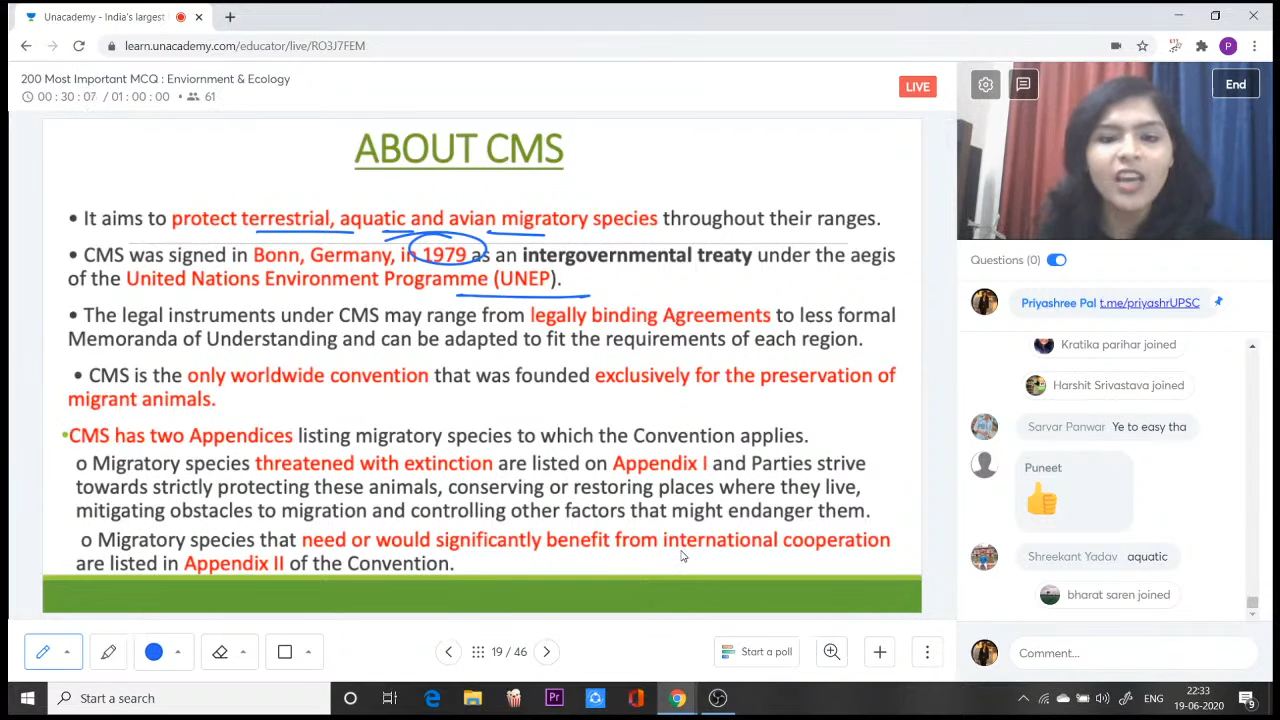 Unacademy - India's largest
learn.unacademy.com/educator/live/RO3J7FEM
P
200 Most Important MCQ : Enviornment & Ecology
00 : 30 : 07 / 01 : 00 : 00 • 61
LIVE
End
ABOUT CMS
• It aims to protect terrestrial, aquatic and avian migratory species throughout their ranges.
• CMS was signed in Bonn, Germany, in 1979 as an intergovernmental treaty under the aegis
of the United Nations Environment Programme (UNEP).
• The legal instruments under CMS may range from legally binding Agreements to less formal
Memoranda of Understanding and can be adapted to fit the requirements of each region.
• CMS is the only worldwide convention that was founded exclusively for the preservation of
migrant animals.
•CMS has two Appendices listing migratory species to which the Convention applies.
o Migratory species threatened with extinction are listed on Appendix I and Parties strive
towards strictly protecting these animals, conserving or restoring places where they live,
mitigating obstacles to migration and controlling other factors that might endanger them.
o Migratory species that need or would significantly benefit from international cooperation
are listed in Appendix II of the Convention.
Questions (0)
Priyashree Pal t.me/priyashrUPSC
Kratika parihar joined
Harshit Srivastava joined
Sarvar Panwar Ye to easy tha
Puneet
Shreekant Yadav aquatic
bharat saren joined
19 / 46
Start a poll
Comment...
Start a search
Pr
ENG
22:33
19-06-2020
9